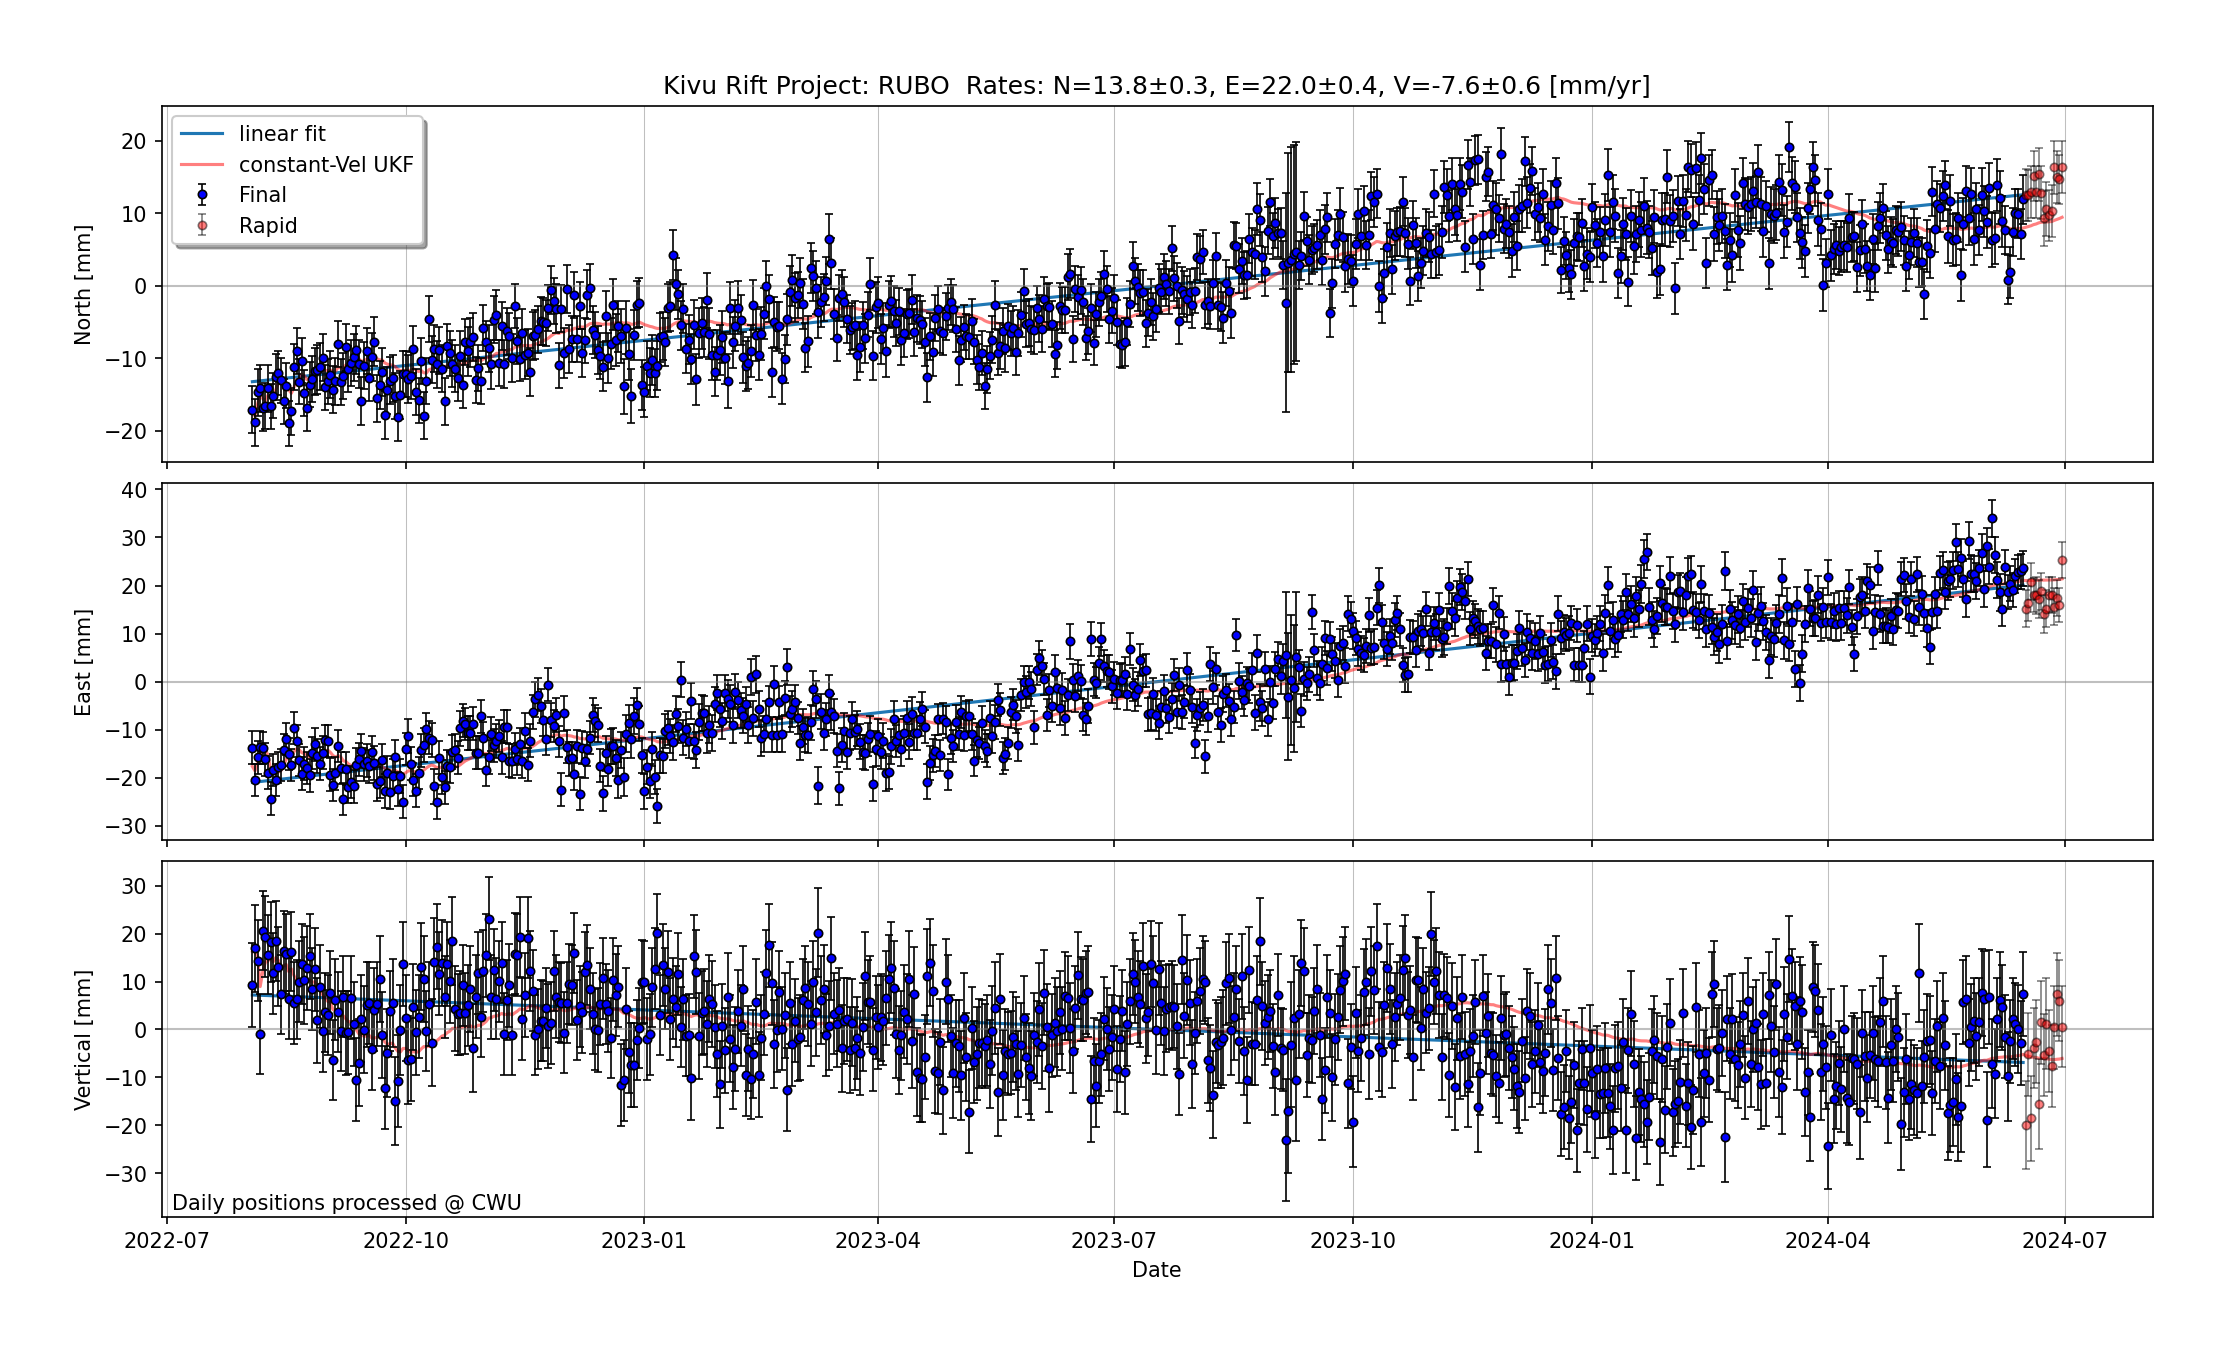 Kivu Rift Project: RUBO  Rates: N=13.8±0.3, E=22.0±0.4, V=-7.6±0.6 [mm/yr]
linear fit
constant-Vel UKF
Final
Rapid
North [mm]
20
10
0
−10
−20
East [mm]
40
30
20
10
0
−10
−20
−30
Vertical [mm]
30
20
10
0
−10
−20
−30
Daily positions processed @ CWU
2022-07 2022-10 2023-01 2023-04 2023-07 2023-10 2024-01 2024-04 2024-07
Date